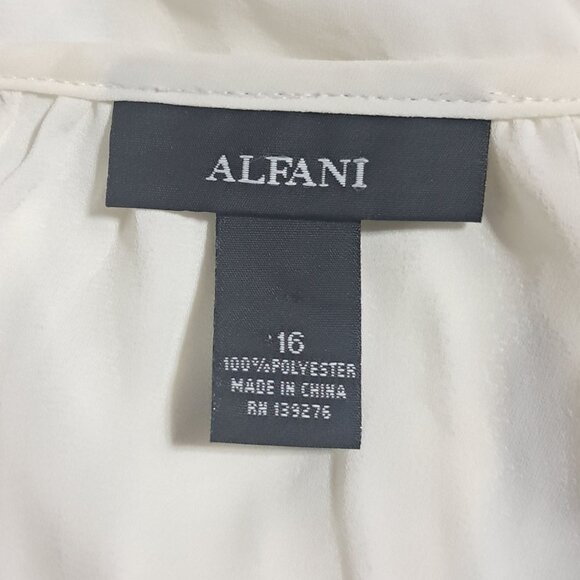 ALFANI
16
100%POLYESTER
MADE IN CHINA
RN 139276